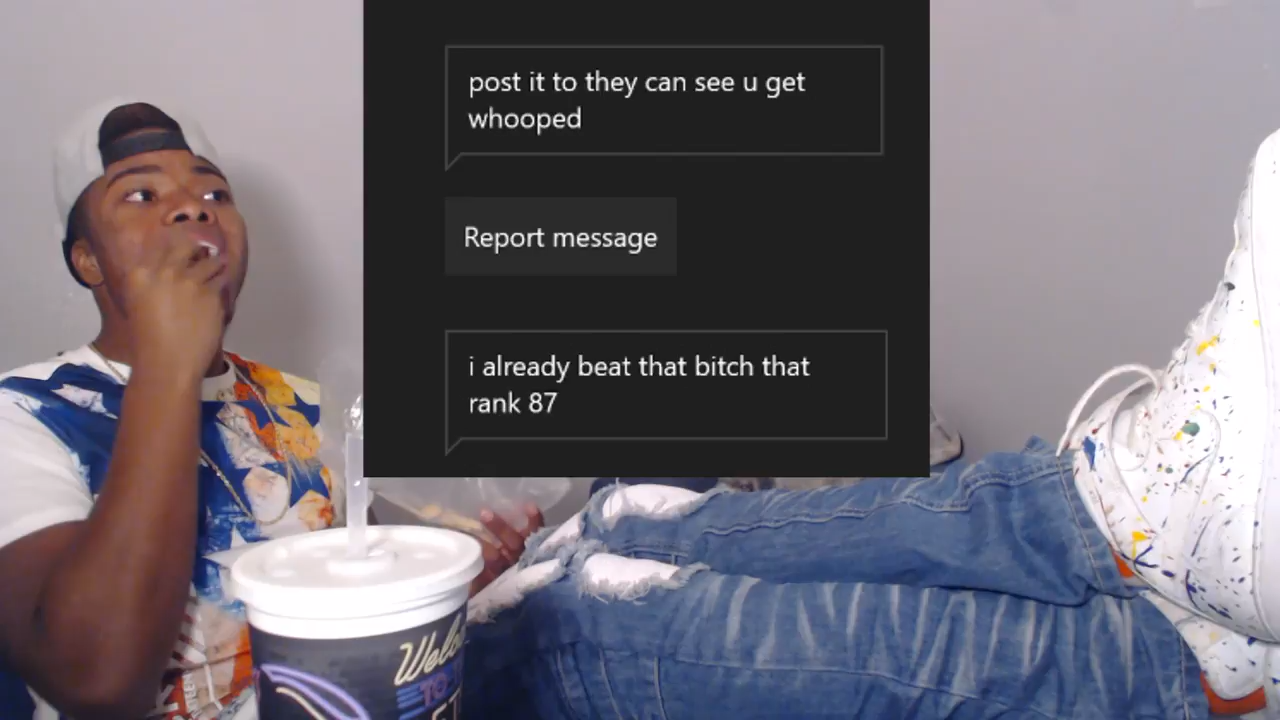 post it to they can see u get
whooped
Report message
i already beat that bitch that
rank 87